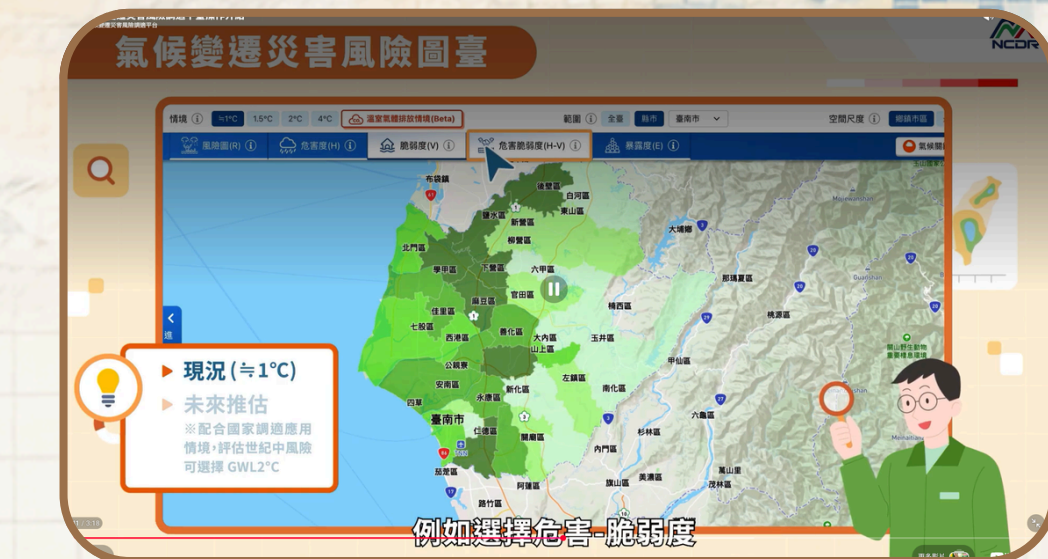 氣候變遷災害風險圖臺
NCDR
情境 ≒1°C 1.5°C 2°C 4°C 溫室氣體排放情境(Beta) 範圍 全臺 縣市 臺南市 空間尺度 鄉鎮市區
風險圖(R) 危害度(H) 脆弱度(V) 危害脆弱度(H-V) 暴露度(E) 氣候
布袋鎮
後壁區
白河區
鹽水區
新營區
東山區
柳營區
大埔鄉
北門區
學甲區
下營區
六甲區
那瑪夏區
麻豆區
官田區
楠西區
佳里區
桃源區
七股區
西港區
善化區
大內區
玉井區
山上區
公親寮
甲仙區
安南區
新化區
左鎮區
南化區
永康區
四草
臺南市
六龜區
仁德區
關廟區
杉林區
內門區
茄萣區
阿蓮區
旗山區
美濃區
萬山里
茂林區
路竹區
現況(≒1°C)
未來推估
※配合國家調適應用
情境,評估世紀中風險
可選擇 GWL2°C
例如選擇危害-脆弱度